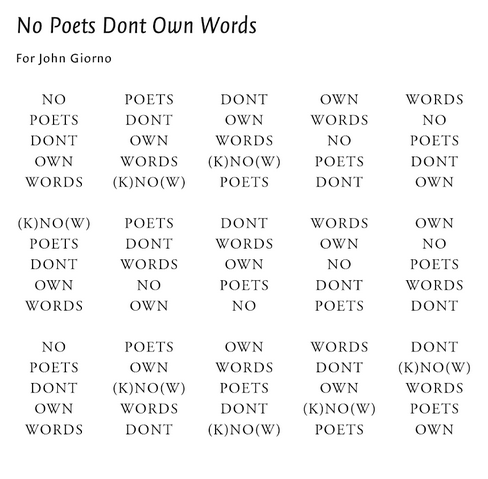 No Poets Dont Own Words
For John Giorno
NO POETS DONT OWN WORDS
POETS DONT OWN WORDS NO
DONT OWN WORDS NO POETS
OWN WORDS (K)NO(W) POETS DONT
WORDS (K)NO(W) POETS DONT OWN
(K)NO(W) POETS DONT WORDS OWN
POETS DONT WORDS OWN NO
DONT WORDS OWN NO POETS
OWN NO POETS DONT WORDS
WORDS OWN NO POETS DONT
NO POETS OWN WORDS DONT
POETS OWN WORDS DONT (K)NO(W)
DONT (K)NO(W) POETS OWN WORDS
OWN WORDS DONT (K)NO(W) POETS
WORDS DONT (K)NO(W) POETS OWN